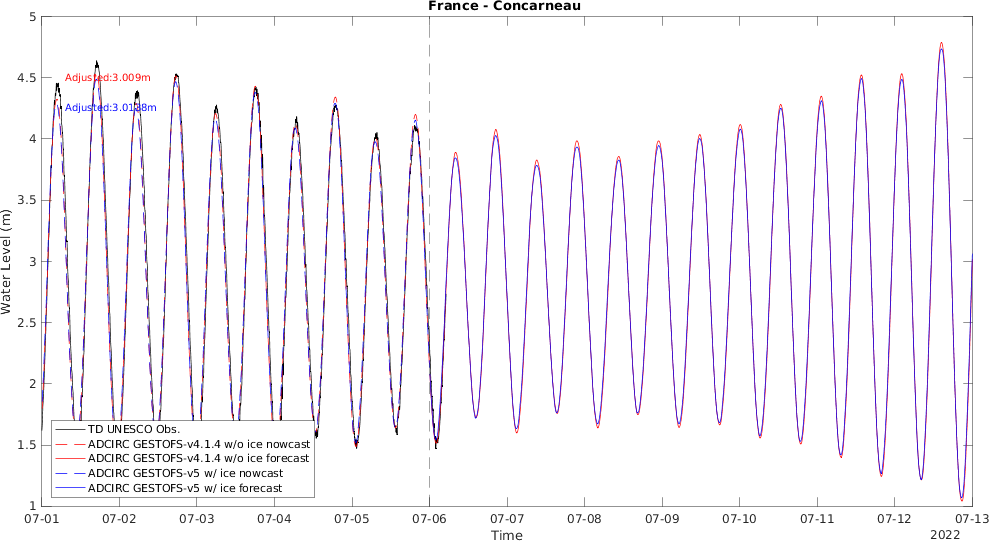 France - Concarneau
5
4.5
4
3.5
3
2.5
2
1.5
1
Water Level (m)
Adjusted:3.009m
Adjusted:3.0188m
TD UNESCO Obs.
ADCIRC GESTOFS-v4.1.4 w/o ice nowcast
ADCIRC GESTOFS-v4.1.4 w/o ice forecast
ADCIRC GESTOFS-v5 w/ ice nowcast
ADCIRC GESTOFS-v5 w/ ice forecast
07-01 07-02 07-03 07-04 07-05 07-06 07-07 07-08 07-09 07-10 07-11 07-12 07-13
Time
2022